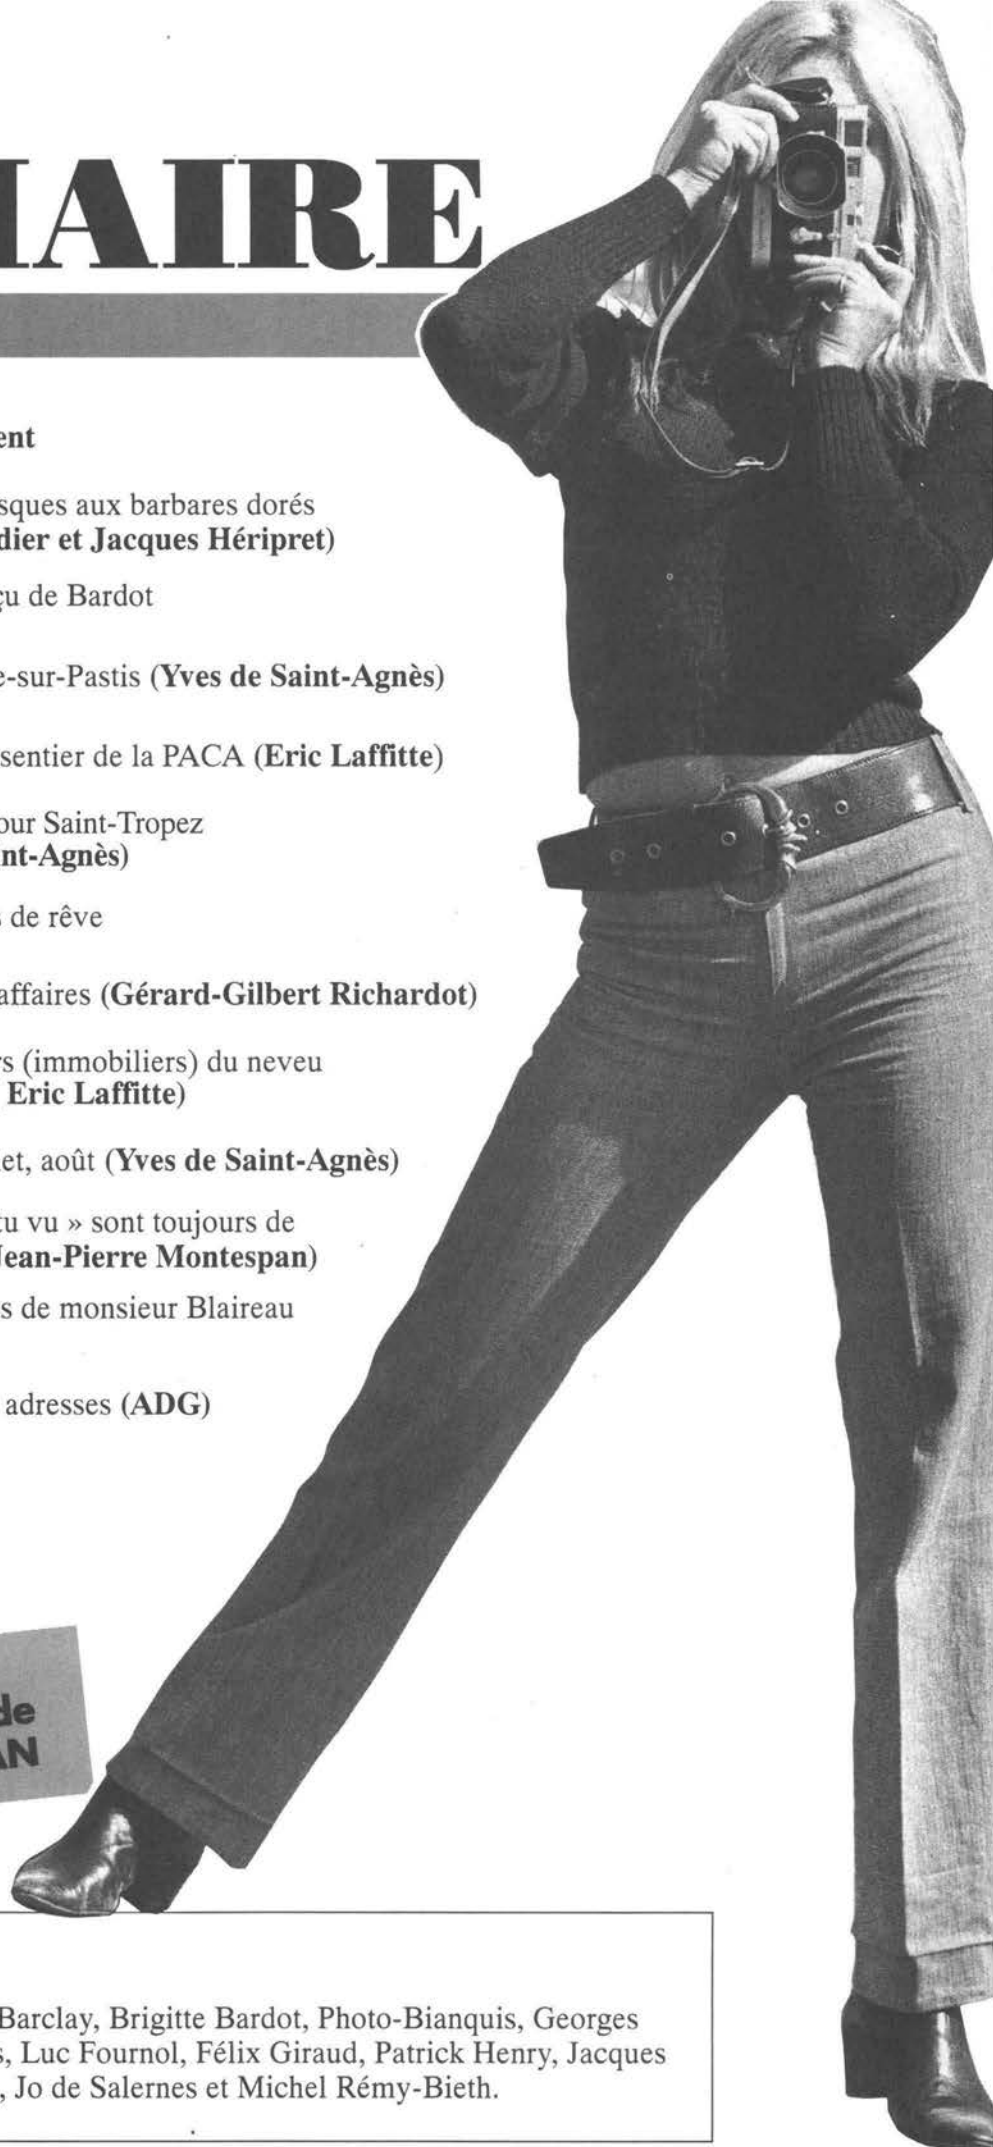 MAIRE
ent
sques aux barbares dorés
dier et Jacques Héripret)
çu de Bardot
e-sur-Pastis (Yves de Saint-Agnès)
sentier de la PACA (Eric Laffitte)
our Saint-Tropez
nt-Agnès)
s de rêve
affaires (Gérard-Gilbert Richardot)
rs (immobiliers) du neveu
Eric Laffitte)
et, août (Yves de Saint-Agnès)
tu vu » sont toujours de
Jean-Pierre Montespan)
s de monsieur Blaireau
adresses (ADG)
de
AN
Barclay, Brigitte Bardot, Photo-Bianquis, Georges
s, Luc Fournol, Félix Giraud, Patrick Henry, Jacques
, Jo de Salernes et Michel Rémy-Bieth.